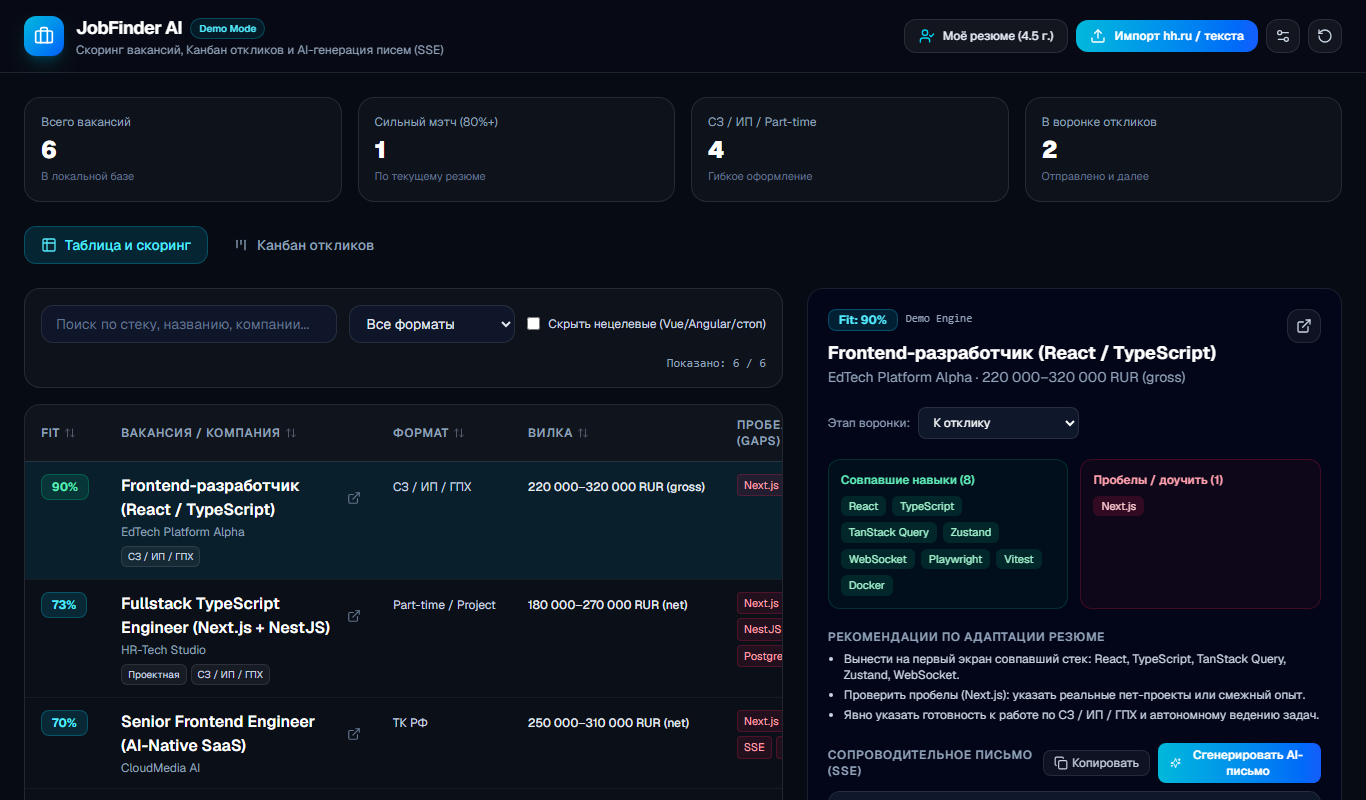 JobFinder AI
Demo Mode
Скоринг вакансий, Канбан откликов и AI-генерация писем (SSE)
Моё резюме (4.5 г.)
Импорт hh.ru / текста
Всего вакансий
6
В локальной базе
Сильный мэтч (80%+)
1
По текущему резюме
СЗ / ИП / Part-time
4
Гибкое оформление
В воронке откликов
2
Отправлено и далее
Таблица и скоринг
Канбан откликов
Поиск по стеку, названию, компании...
Все форматы
Скрыть нецелевые (Vue/Angular/стоп)
Показано: 6 / 6
FIT
ВАКАНСИЯ / КОМПАНИЯ
ФОРМАТ
ВИЛКА
(GAPS)
90%
Frontend-разработчик
(React / TypeScript)
EdTech Platform Alpha
СЗ / ИП / ГПХ
СЗ / ИП / ГПХ
220 000–320 000 RUR (gross)
Next.js
73%
Fullstack TypeScript
Engineer (Next.js + NestJS)
HR-Tech Studio
Проектная
СЗ / ИП / ГПХ
Part-time / Project
180 000–270 000 RUR (net)
Next.js
NestJS
70%
Senior Frontend Engineer
(AI-Native SaaS)
CloudMedia AI
ТК РФ
250 000–310 000 RUR (net)
Next.js
SSE
Fit: 90%
Demo Engine
Frontend-разработчик (React / TypeScript)
EdTech Platform Alpha · 220 000–320 000 RUR (gross)
Этап воронки:
К отклику
Совпавшие навыки (8)
React
TypeScript
TanStack Query
Zustand
WebSocket
Playwright
Vitest
Docker
Пробелы / доучить (1)
Next.js
РЕКОМЕНДАЦИИ ПО АДАПТАЦИИ РЕЗЮМЕ
• Вынести на первый экран совпавший стек: React, TypeScript, TanStack Query,
Zustand, WebSocket.
• Проверить пробелы (Next.js): указать реальные пет-проекты или смежный опыт.
• Явно указать готовность к работе по СЗ / ИП / ГПХ и автономному ведению задач.
СОПРОВОДИТЕЛЬНОЕ ПИСЬМО
(SSE)
Копировать
Сгенерировать AI-
письмо